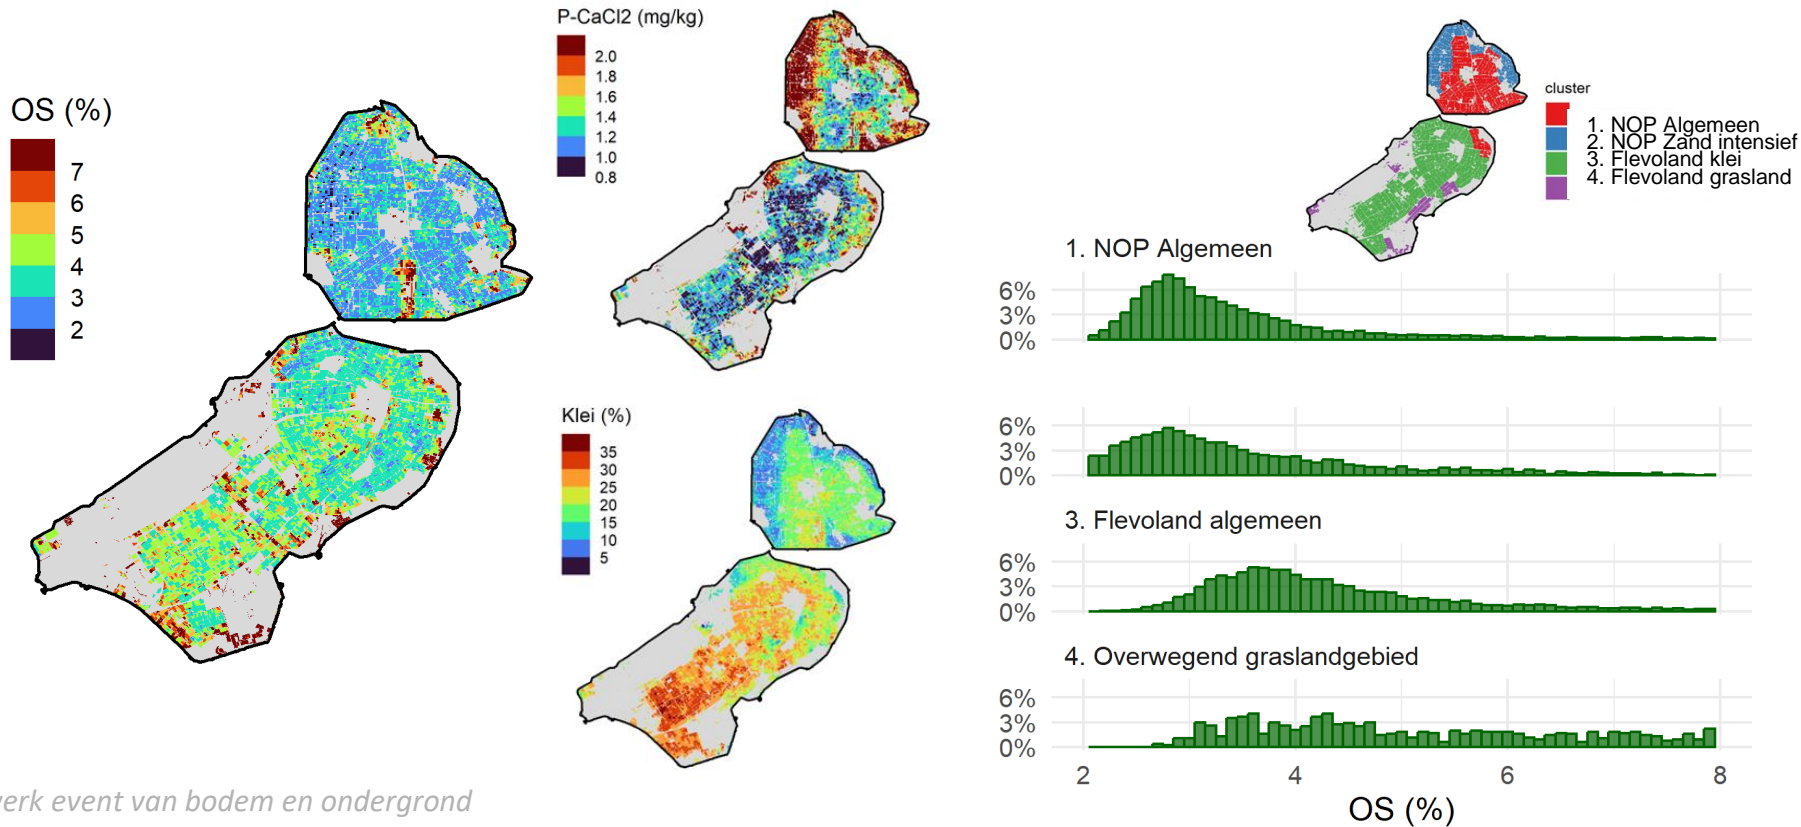 OS (%)
7
6
5
4
3
2
P-CaCl2 (mg/kg)
2.0
1.8
1.6
1.4
1.2
1.0
0.8
Klei (%)
35
30
25
20
15
10
5
cluster
1. NOP Algemeen
2. NOP Zand intensief
3. Flevoland klei
4. Flevoland grasland
1. NOP Algemeen
6%
3%
0%
6%
3%
0%
3. Flevoland algemeen
6%
3%
0%
4. Overwegend graslandgebied
6%
3%
0%
2 4 6 8
OS (%)
erk event van bodem en ondergrond